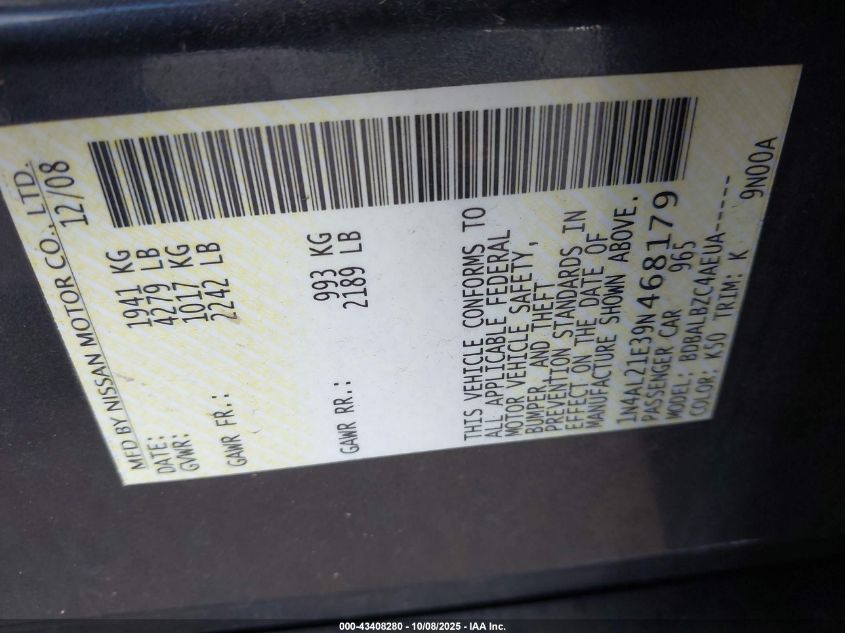 MFD BY NISSAN MOTOR CO., LTD.
DATE: 12/08
GVWR: 1941 KG
4279 LB
GAWR FR.: 1017 KG
2242 LB
GAWR RR.: 993 KG
2189 LB
THIS VEHICLE CONFORMS TO
ALL APPLICABLE FEDERAL
MOTOR VEHICLE SAFETY,
BUMPER, AND THEFT
PREVENTION STANDARDS IN
EFFECT ON THE DATE OF
MANUFACTURE SHOWN ABOVE.
1N4AL21E39N468179
PASSENGER CAR 965
MODEL: BDBALBZC4AEUA-----
COLOR: K50 TRIM: K 9N00A
000-43408280 - 10/08/2025 - IAA Inc.